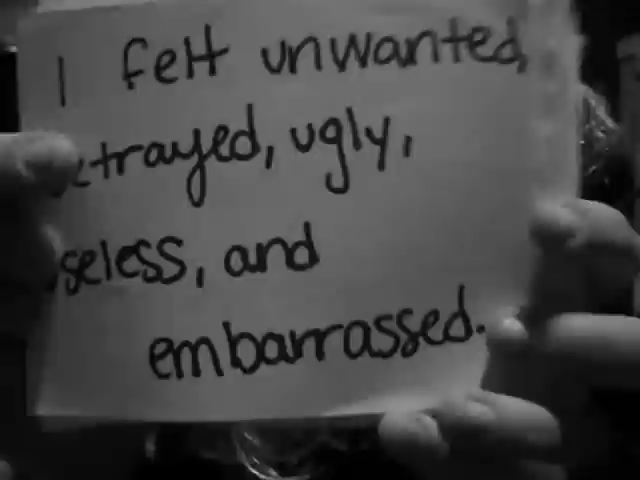 I felt unwanted,
etrayed, ugly,
seless, and
embarrassed.